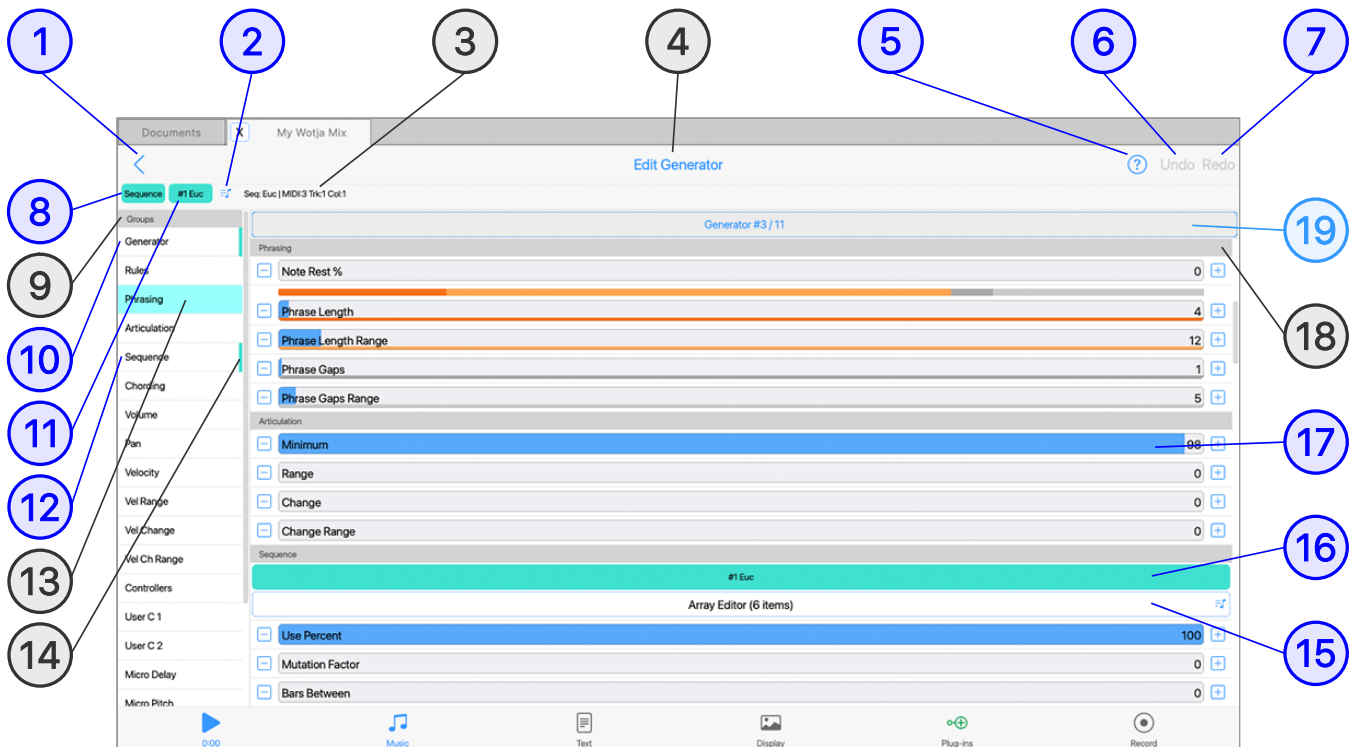 1 2 3 4 5 6 7
Documents X My Wotja Mix
Edit Generator ? Undo Redo
Sequence #1 Euc Seq: Euc | MIDI:3 Trk:1 Col:1
8
Groups
Generator #3 / 11
19
Generator
Phrasing
Rules
Note Rest % 0
9
Phrasing
Phrase Length 4
18
Articulation
Phrase Length Range 12
10
Sequence
Phrase Gaps 1
Chording
Phrase Gaps Range 5
Volume
Articulation
11
Pan
Minimum 98
17
Velocity
Range 0
12
Vel Range
Change 0
Vel Change
Change Range 0
16
Vel Ch Range
Sequence
13
Controllers
#1 Euc
User C 1
Array Editor (6 items)
User C 2
Use Percent 100
14
15
Micro Delay
Mutation Factor 0
Micro Pitch
Bars Between 0
0:00 Music Text Display Plug-ins Record